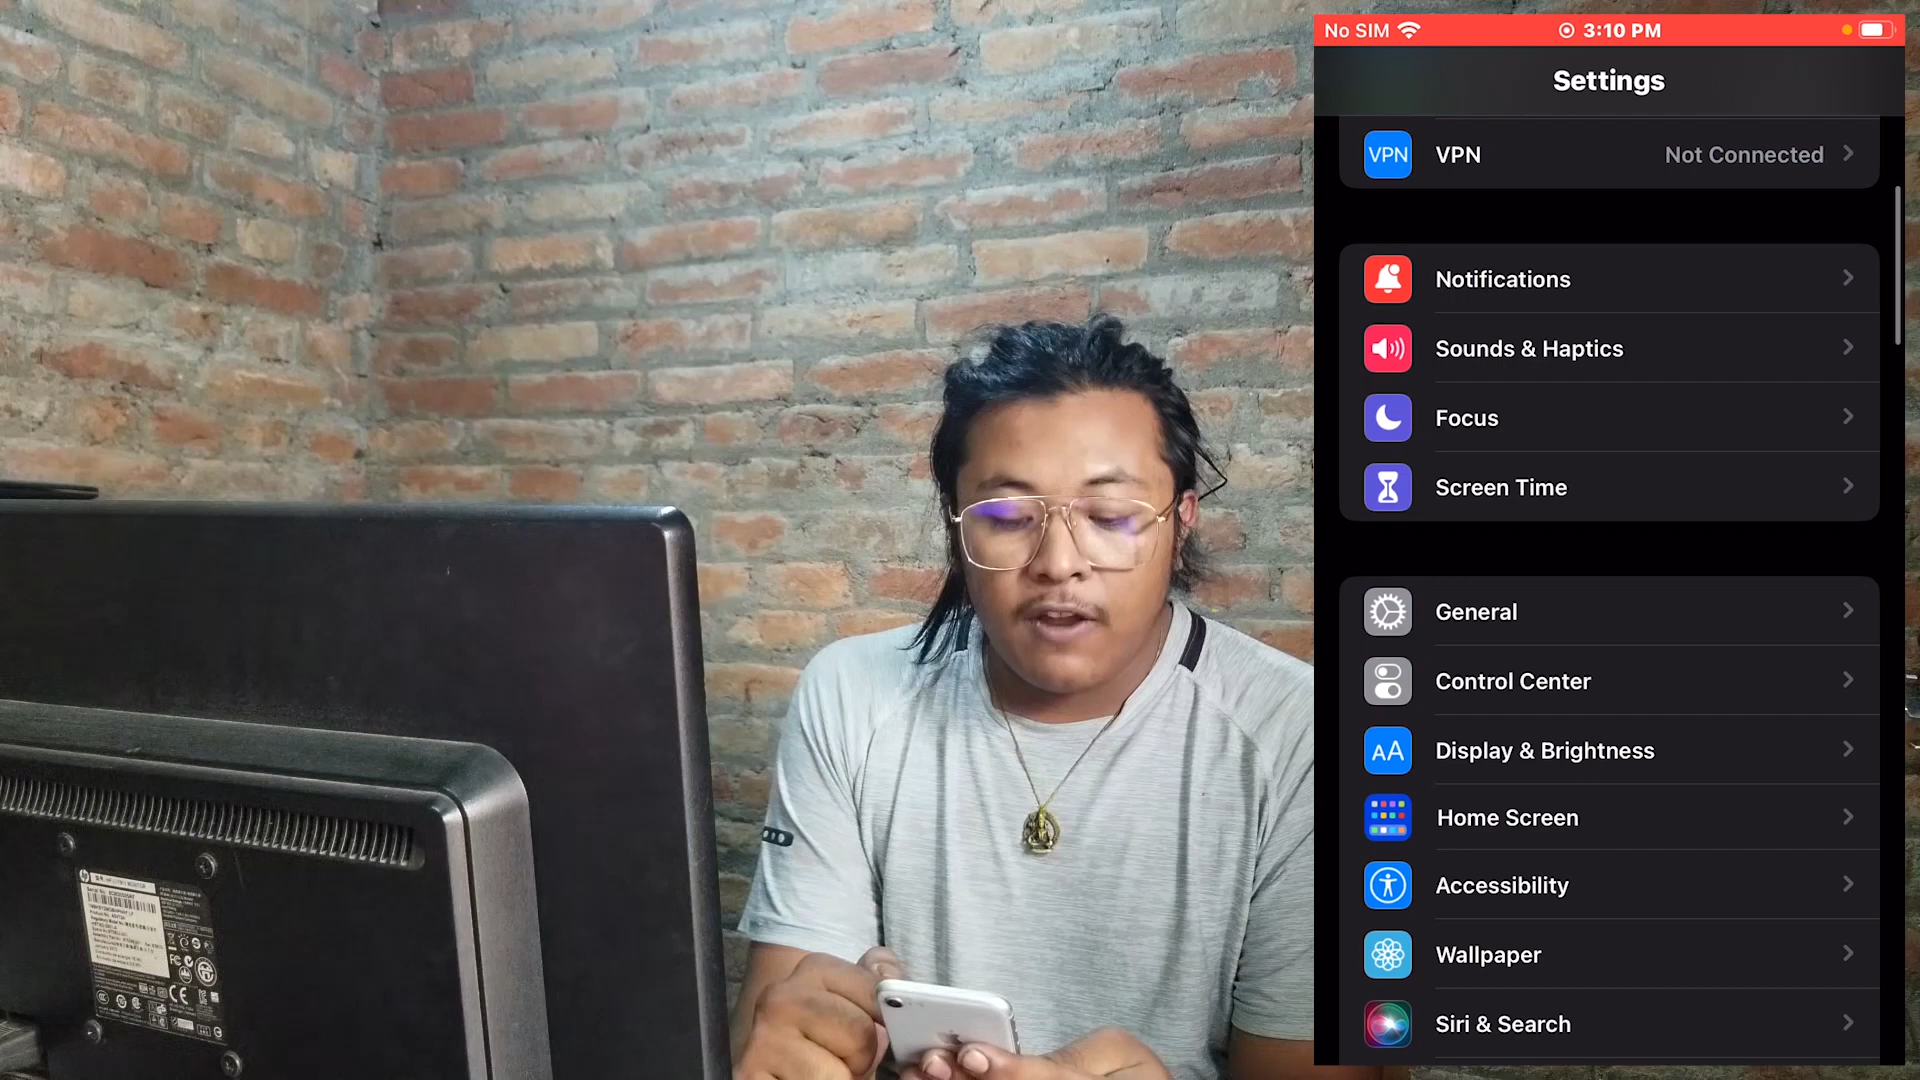 No SIM 3:10 PM
Settings
VPN VPN Not Connected
Notifications
Sounds & Haptics
Focus
Screen Time
General
Control Center
AA Display & Brightness
Home Screen
Accessibility
Wallpaper
Siri & Search